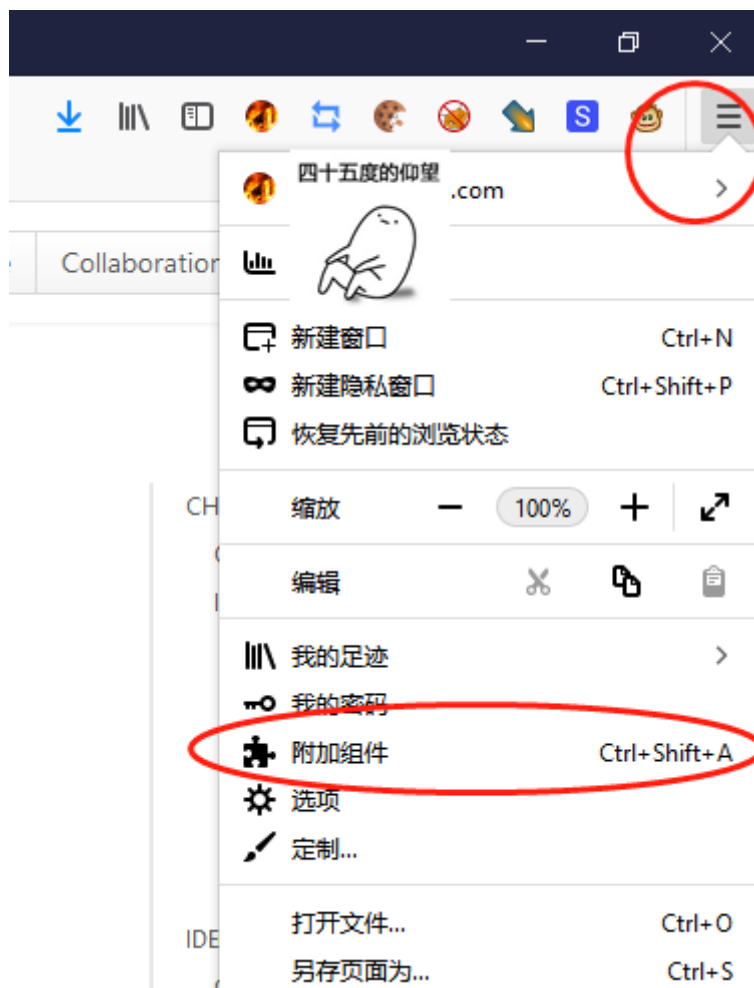 S
四十五度的仰望
.com
Collaboration
新建窗口 Ctrl+N
新建隐私窗口 Ctrl+Shift+P
恢复先前的浏览状态
CH
缩放 100%
编辑
我的足迹
我的密码
附加组件 Ctrl+Shift+A
选项
定制...
打开文件... Ctrl+O
IDE
另存页面为... Ctrl+S